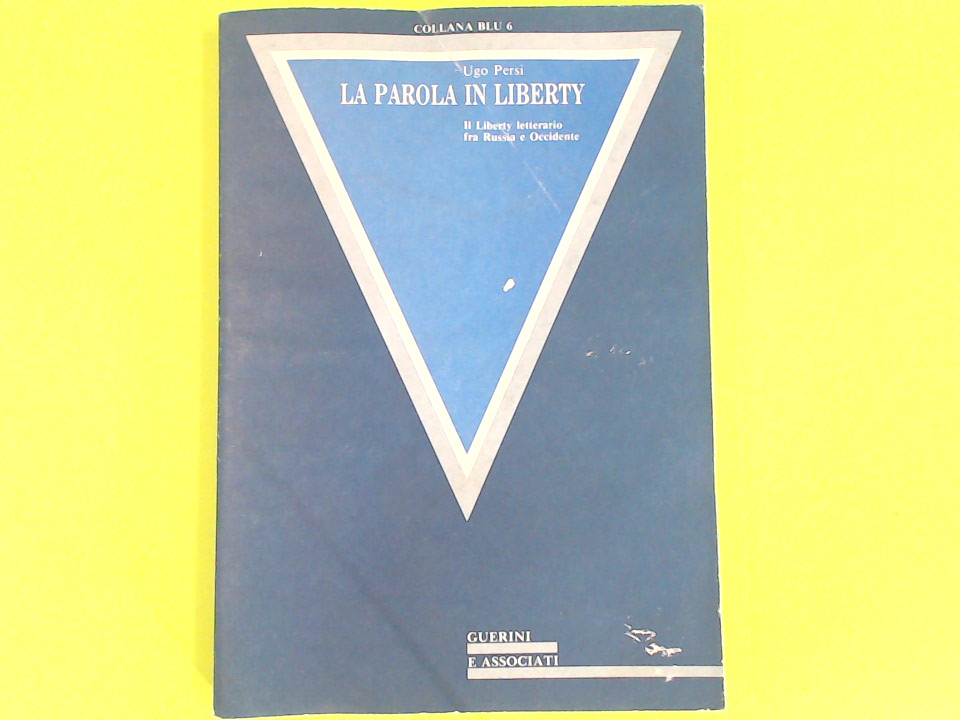 COLLANA BLU 6
Ugo Persi
LA PAROLA IN LIBERTY
Il Liberty letterario
fra Russia e Occidente
GUERINI
E ASSOCIATI